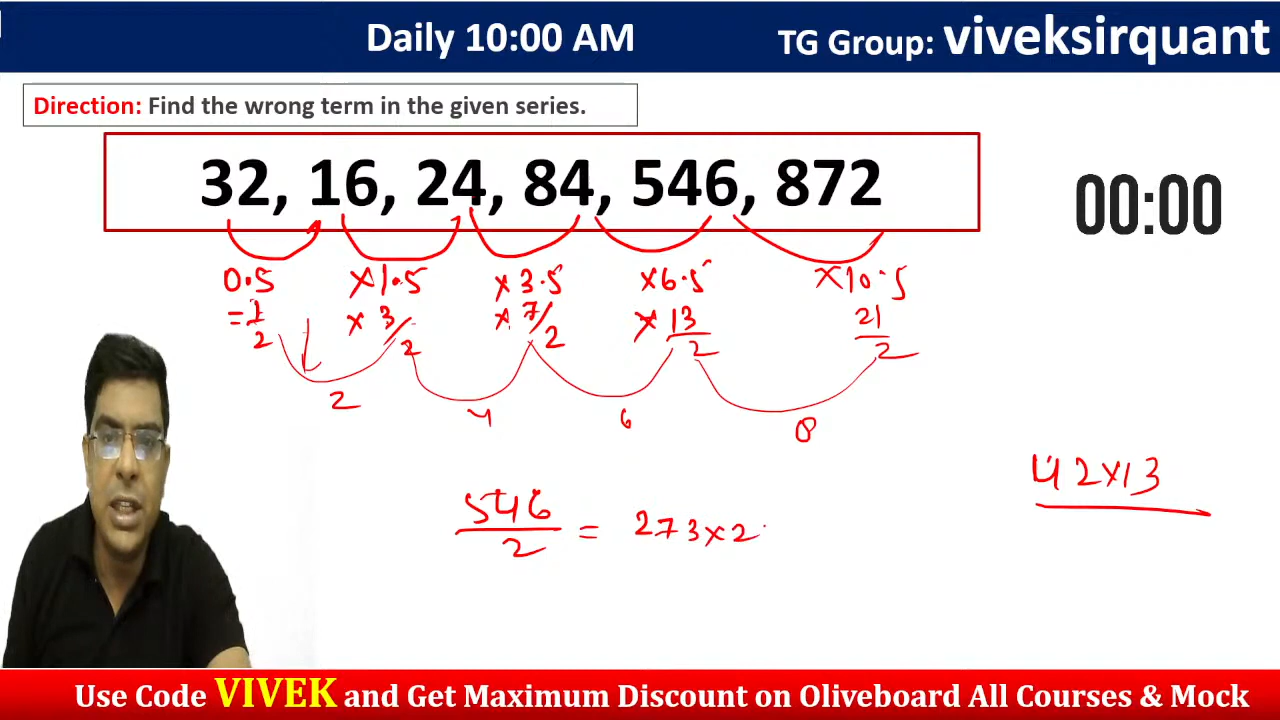 Daily 10:00 AM
TG Group: viveksirquant
Direction: Find the wrong term in the given series.
32, 16, 24, 84, 546, 872
00:00
0.5 ×1.5 ×3.5 ×6.5 ×10.5
=1/2 ×3/2 ×7/2 ×13/2 21/2
2 4 6 8
42×13
546/2 = 273×2
Use Code VIVEK and Get Maximum Discount on Oliveboard All Courses & Mock